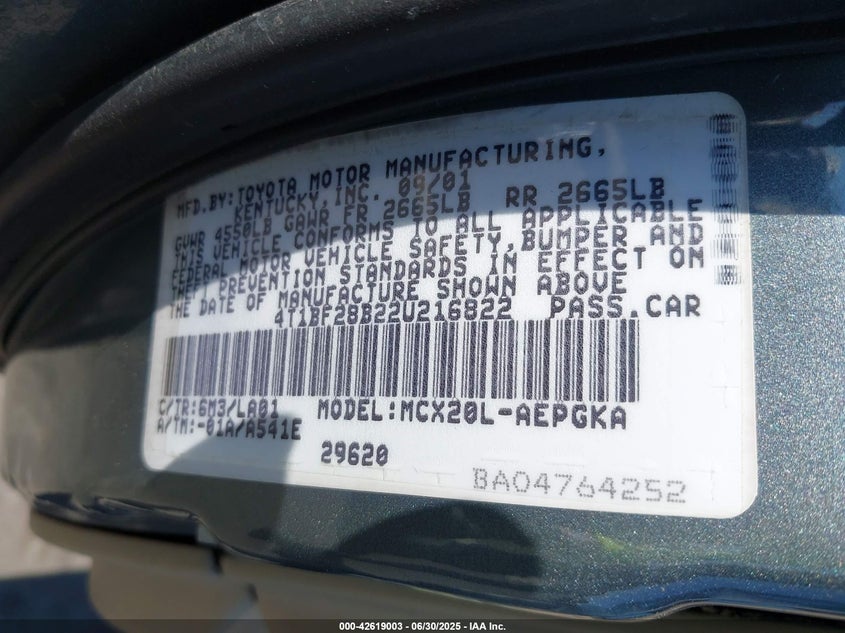 MFD.BY:TOYOTA MOTOR MANUFACTURING,
KENTUCKY,INC. 09/01
GVWR 4550LB GAWR FR 2665LB RR 2665LB
THIS VEHICLE CONFORMS TO ALL APPLICABLE
FEDERAL MOTOR VEHICLE SAFETY,BUMPER AND
THEFT PREVENTION STANDARDS IN EFFECT ON
THE DATE OF MANUFACTURE SHOWN ABOVE
4T1BF28B22U216822 PASS.CAR
C/TR:6M3/LA01 MODEL:MCX20L-AEPGKA
A/TM:-01A/A541E
29620
BA04764252
000-42619003 - 06/30/2025 - IAA Inc.